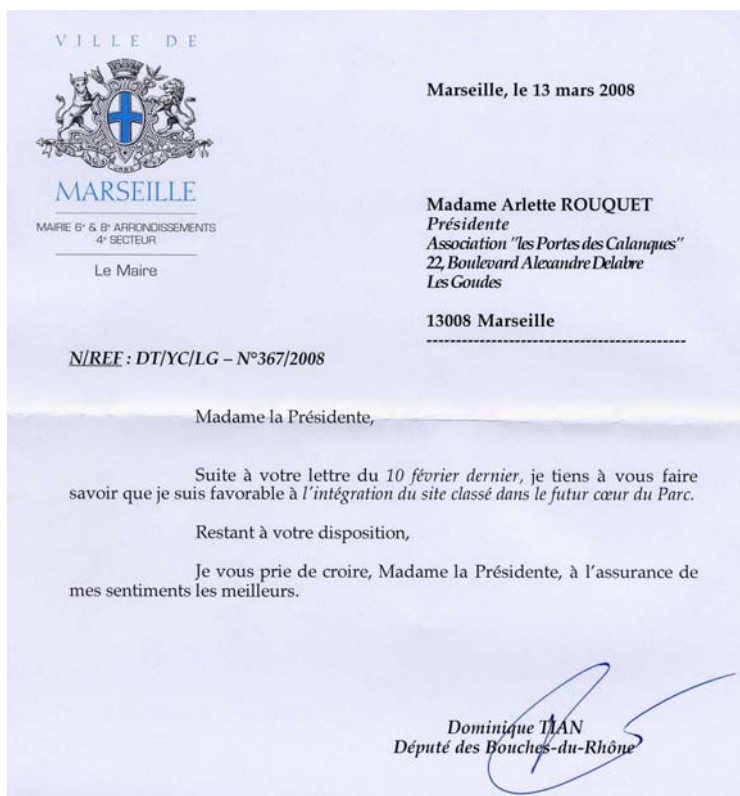 VILLE DE
MARSEILLE
MAIRIE 6e & 8e ARRONDISSEMENTS
4e SECTEUR
Le Maire
Marseille, le 13 mars 2008
Madame Arlette ROUQUET
Présidente
Association "les Portes des Calanques"
22, Boulevard Alexandre Delabre
Les Goudes
13008 Marseille
---------------------------------------------
N/REF : DT/YC/LG – N°367/2008
Madame la Présidente,
Suite à votre lettre du 10 février dernier, je tiens à vous faire
savoir que je suis favorable à l'intégration du site classé dans le futur cœur du Parc.
Restant à votre disposition,
Je vous prie de croire, Madame la Présidente, à l'assurance de
mes sentiments les meilleurs.
Dominique TIAN
Député des Bouches-du-Rhône